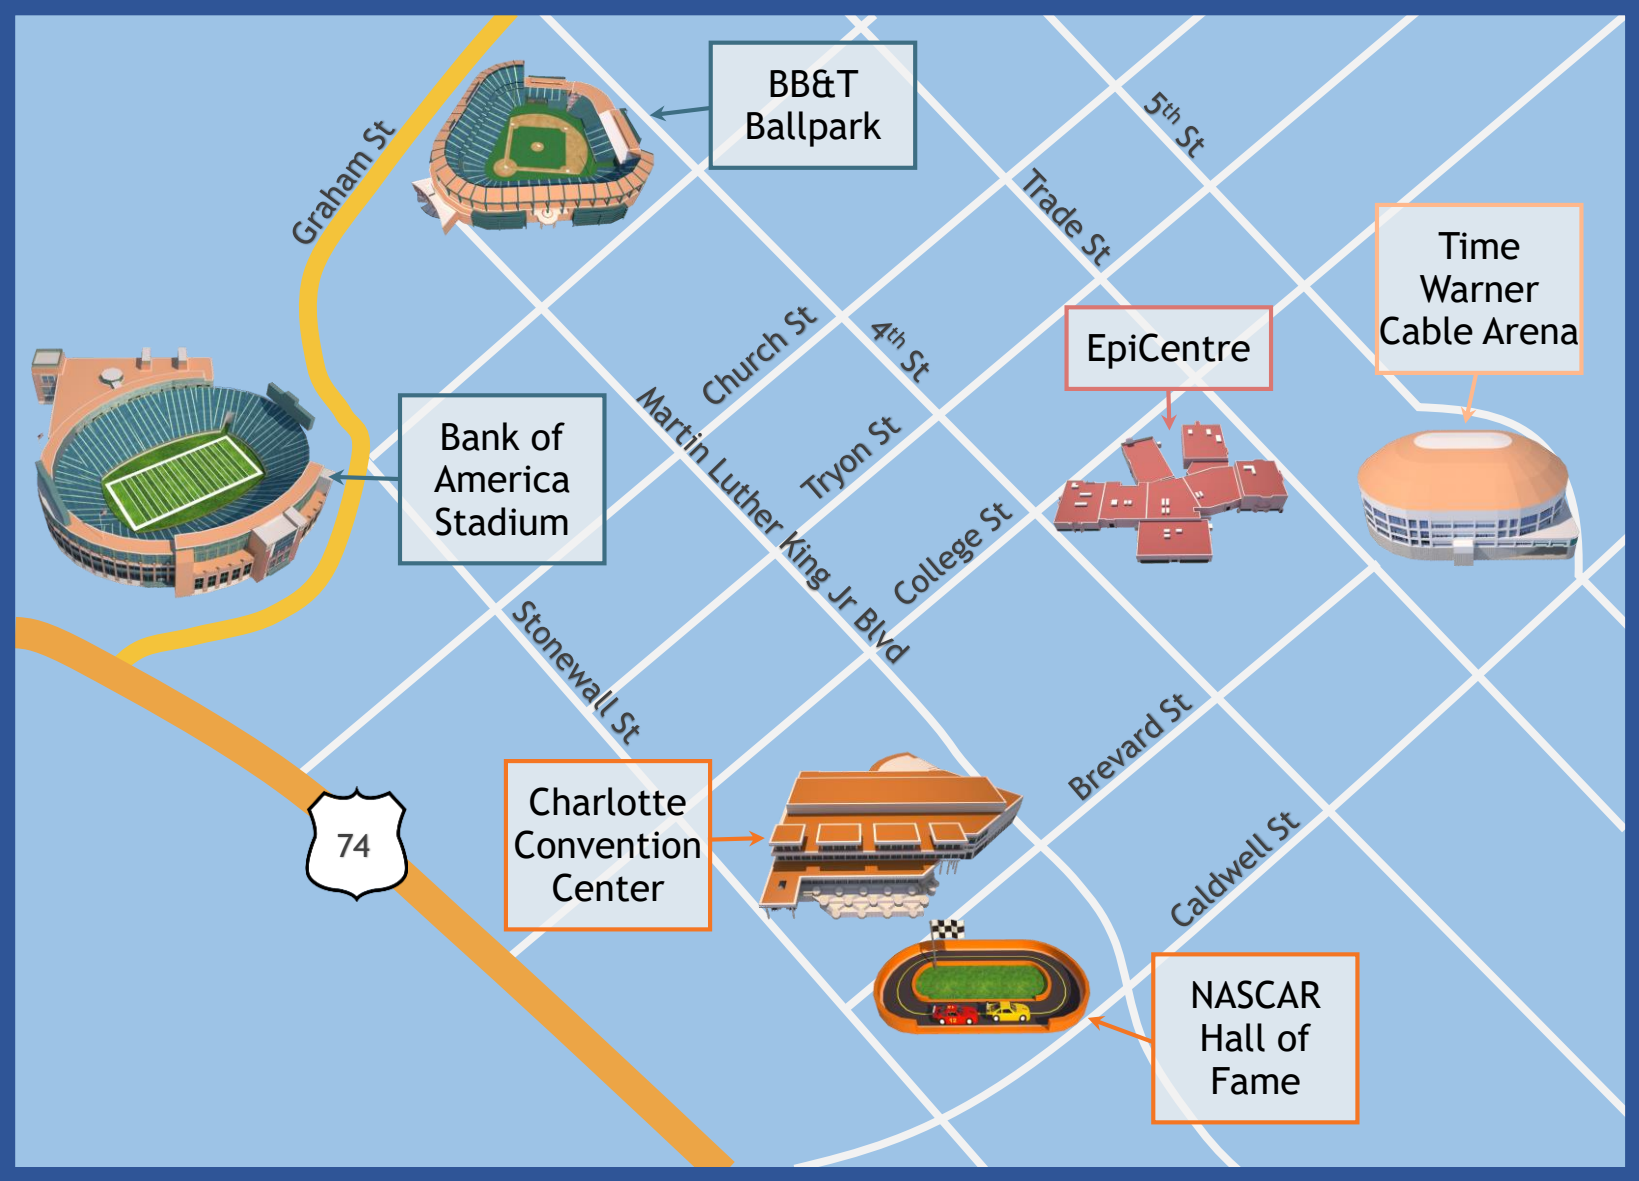 BB&T
Ballpark
5th St
Graham St
Trade St
Time
Warner
Cable Arena
Church St
4th St
EpiCentre
Martin Luther King Jr Blvd
Tryon St
Bank of
America
Stadium
College St
Stonewall St
Brevard St
Charlotte
Convention
Center
74
Caldwell St
NASCAR
Hall of
Fame